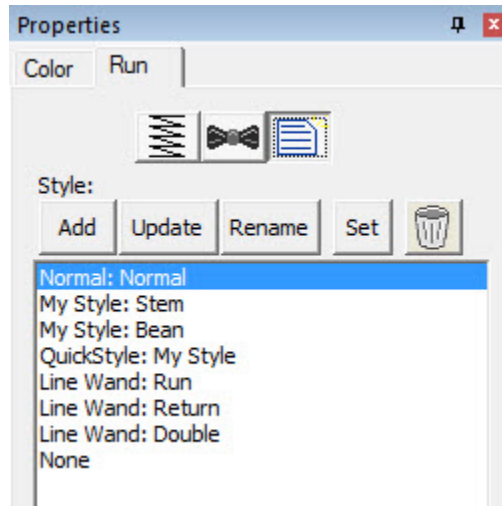 Properties
Color Run
Style:
Add Update Rename Set
Normal: Normal
My Style: Stem
My Style: Bean
QuickStyle: My Style
Line Wand: Run
Line Wand: Return
Line Wand: Double
None